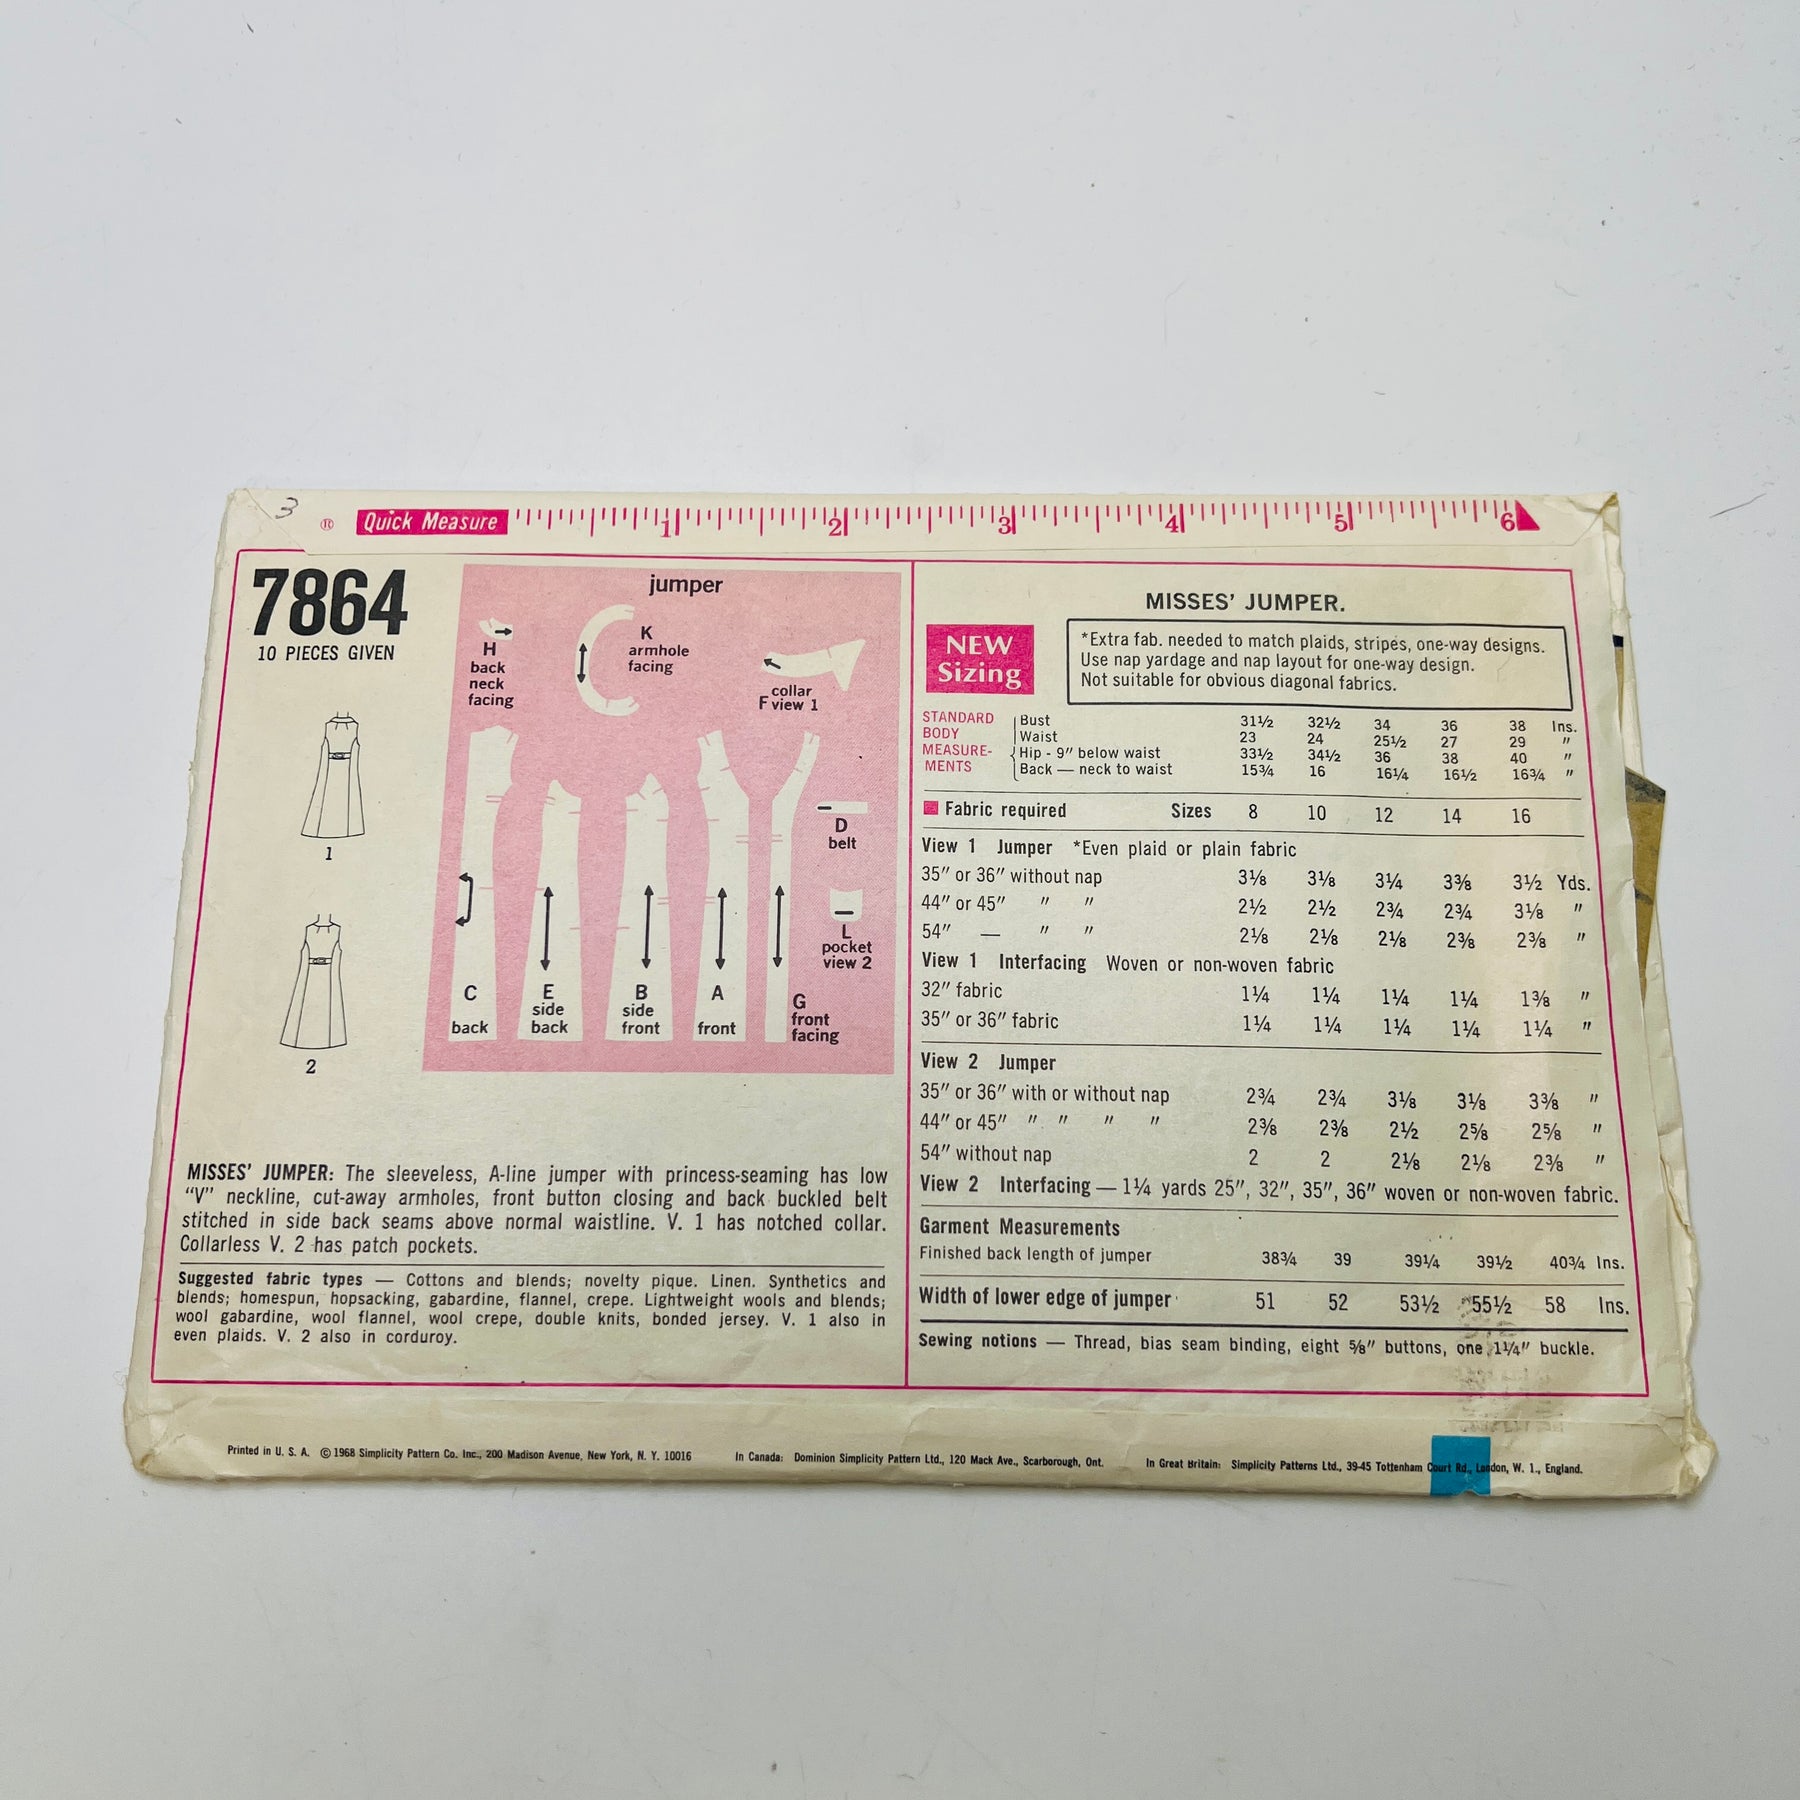 3
® Quick Measure 1 2 3 4 5 6
7864
10 PIECES GIVEN
1
2
jumper
H
back
neck
facing
K
armhole
facing
collar
F view 1
D
belt
L
pocket
view 2
C
back
E
side
back
B
side
front
A
front
G
front
facing
MISSES' JUMPER: The sleeveless, A-line jumper with princess-seaming has low
"V" neckline, cut-away armholes, front button closing and back buckled belt
stitched in side back seams above normal waistline. V. 1 has notched collar.
Collarless V. 2 has patch pockets.
Suggested fabric types — Cottons and blends; novelty pique. Linen. Synthetics and
blends; homespun, hopsacking, gabardine, flannel, crepe. Lightweight wools and blends;
wool gabardine, wool flannel, wool crepe, double knits, bonded jersey. V. 1 also in
even plaids. V. 2 also in corduroy.
MISSES' JUMPER.
NEW
Sizing
*Extra fab. needed to match plaids, stripes, one-way designs.
Use nap yardage and nap layout for one-way design.
Not suitable for obvious diagonal fabrics.
STANDARD
BODY
MEASURE-
MENTS
Bust 31½ 32½ 34 36 38 Ins.
Waist 23 24 25½ 27 29 "
Hip - 9" below waist 33½ 34½ 36 38 40 "
Back — neck to waist 15¾ 16 16¼ 16½ 16¾ "
Fabric required Sizes 8 10 12 14 16
View 1 Jumper *Even plaid or plain fabric
35" or 36" without nap 3⅛ 3⅛ 3¼ 3⅜ 3½ Yds.
44" or 45" " " 2½ 2½ 2¾ 2¾ 3⅛ "
54" — " " 2⅛ 2⅛ 2⅛ 2⅜ 2⅜ "
View 1 Interfacing Woven or non-woven fabric
32" fabric 1¼ 1¼ 1¼ 1¼ 1⅜ "
35" or 36" fabric 1¼ 1¼ 1¼ 1¼ 1¼ "
View 2 Jumper
35" or 36" with or without nap 2¾ 2¾ 3⅛ 3⅛ 3⅜ "
44" or 45" " " " " 2⅜ 2⅜ 2½ 2⅝ 2⅝ "
54" without nap 2 2 2⅛ 2⅛ 2⅜ "
View 2 Interfacing — 1¼ yards 25", 32", 35", 36" woven or non-woven fabric.
Garment Measurements
Finished back length of jumper 38¾ 39 39¼ 39½ 40¾ Ins.
Width of lower edge of jumper 51 52 53½ 55½ 58 Ins.
Sewing notions — Thread, bias seam binding, eight ⅝" buttons, one 1¼" buckle.
Printed in U. S. A. © 1968 Simplicity Pattern Co. Inc., 200 Madison Avenue, New York, N. Y. 10016 In Canada: Dominion Simplicity Pattern Ltd., 120 Mack Ave., Scarborough, Ont. In Great Britain: Simplicity Patterns Ltd., 39-45 Tottenham Court Rd., London, W. 1., England.